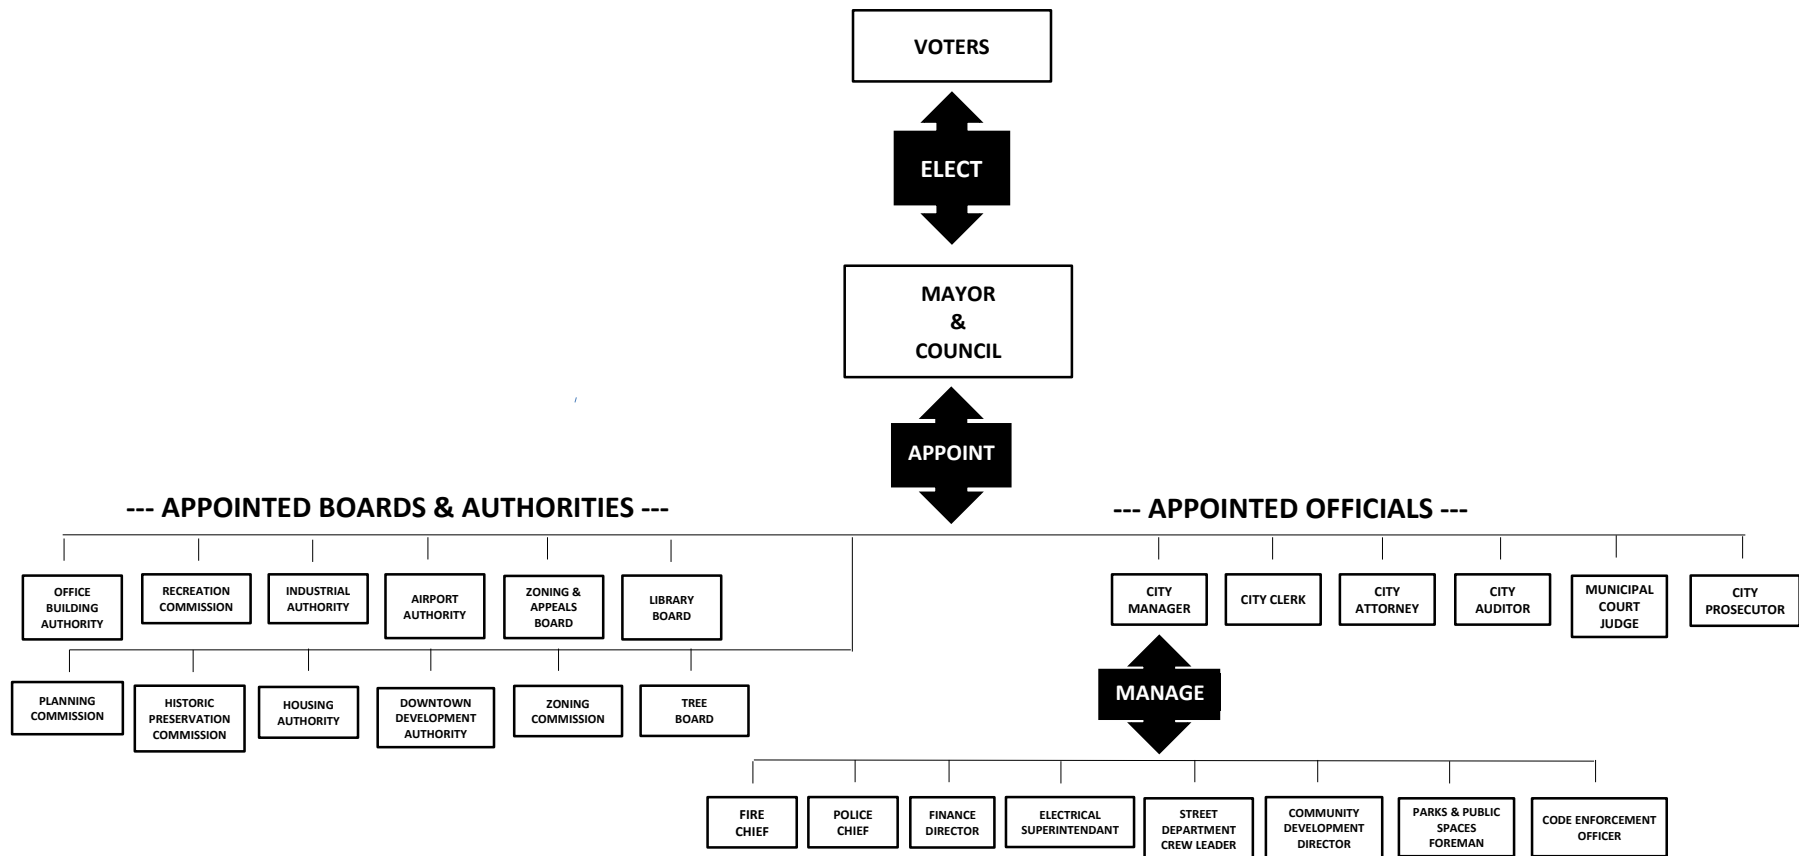 VOTERS
ELECT
MAYOR
&
COUNCIL
APPOINT
--- APPOINTED BOARDS & AUTHORITIES ---
--- APPOINTED OFFICIALS ---
OFFICE
BUILDING
AUTHORITY
RECREATION
COMMISSION
INDUSTRIAL
AUTHORITY
AIRPORT
AUTHORITY
ZONING &
APPEALS
BOARD
LIBRARY
BOARD
CITY
MANAGER
CITY CLERK
CITY
ATTORNEY
CITY
AUDITOR
MUNICIPAL
COURT
JUDGE
CITY
PROSECUTOR
PLANNING
COMMISSION
HISTORIC
PRESERVATION
COMMISSION
HOUSING
AUTHORITY
DOWNTOWN
DEVELOPMENT
AUTHORITY
ZONING
COMMISSION
TREE
BOARD
MANAGE
FIRE
CHIEF
POLICE
CHIEF
FINANCE
DIRECTOR
ELECTRICAL
SUPERINTENDANT
STREET
DEPARTMENT
CREW LEADER
COMMUNITY
DEVELOPMENT
DIRECTOR
PARKS & PUBLIC
SPACES
FOREMAN
CODE ENFORCEMENT
OFFICER